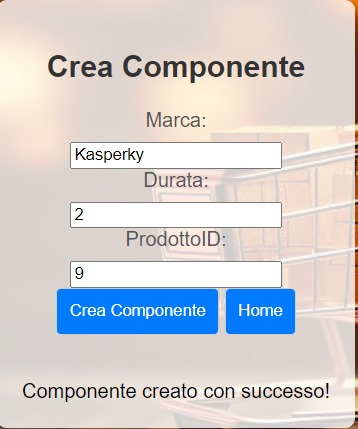 Crea Componente
Marca:
Kasperky
Durata:
2
ProdottoID:
9
Crea Componente Home
Componente creato con successo!